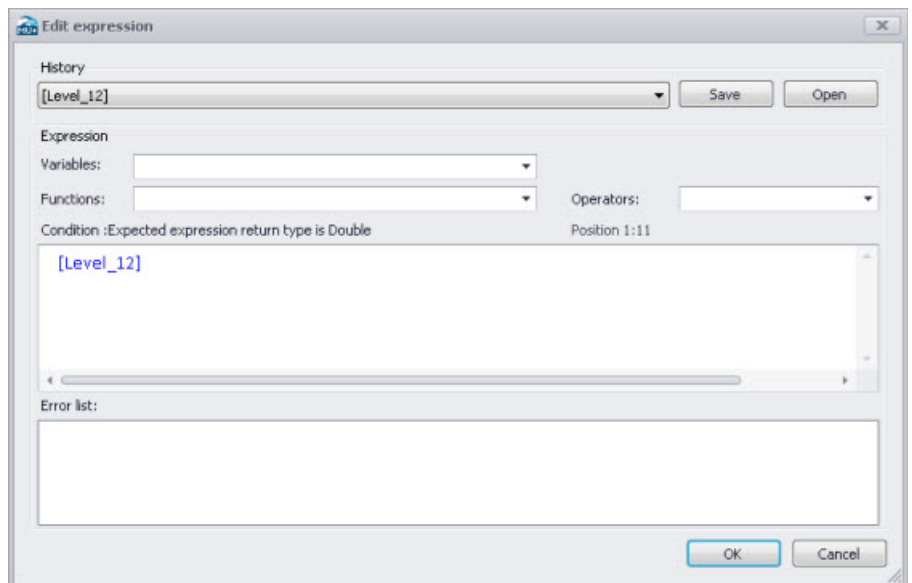 Edit expression
History
[Level_12]
Save
Open
Expression
Variables:
Functions:
Operators:
Condition :Expected expression return type is Double
Position 1:11
[Level_12]
Error list:
OK
Cancel